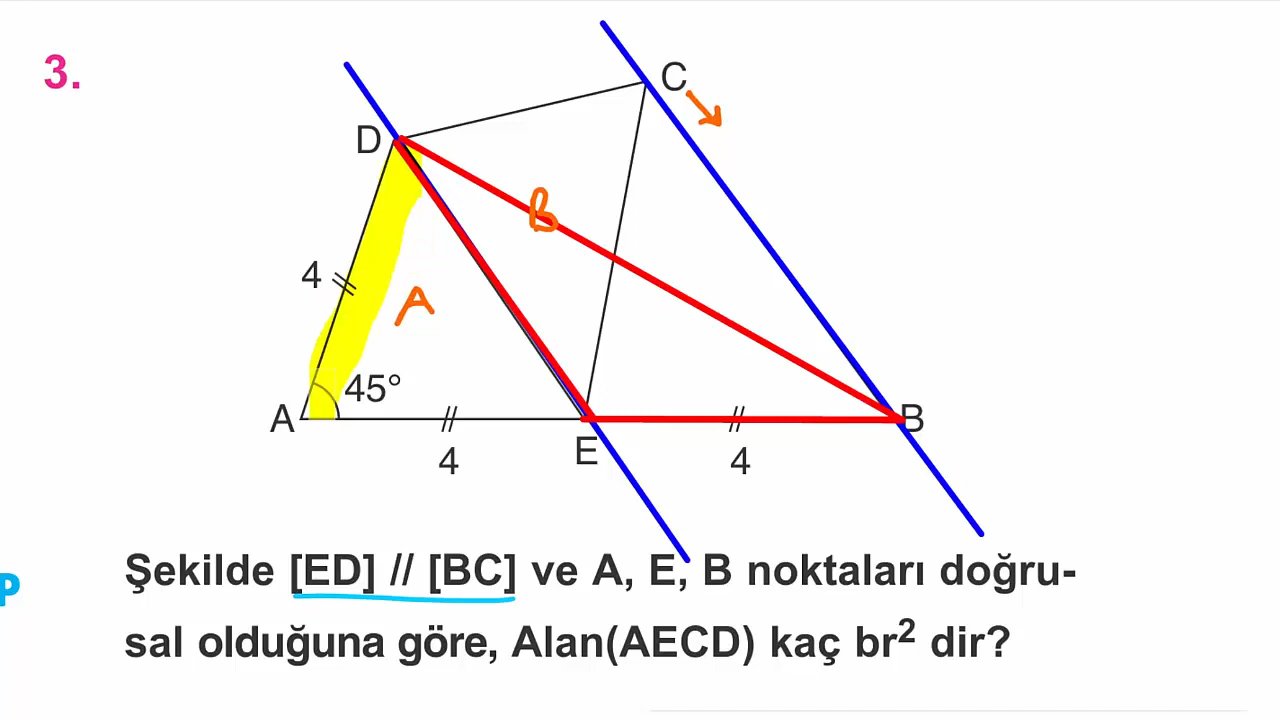 3.
C
D
B
4
A
45°
A
E
B
4
4
Şekilde [ED] // [BC] ve A, E, B noktaları doğru-
P
sal olduğuna göre, Alan(AECD) kaç br² dir?